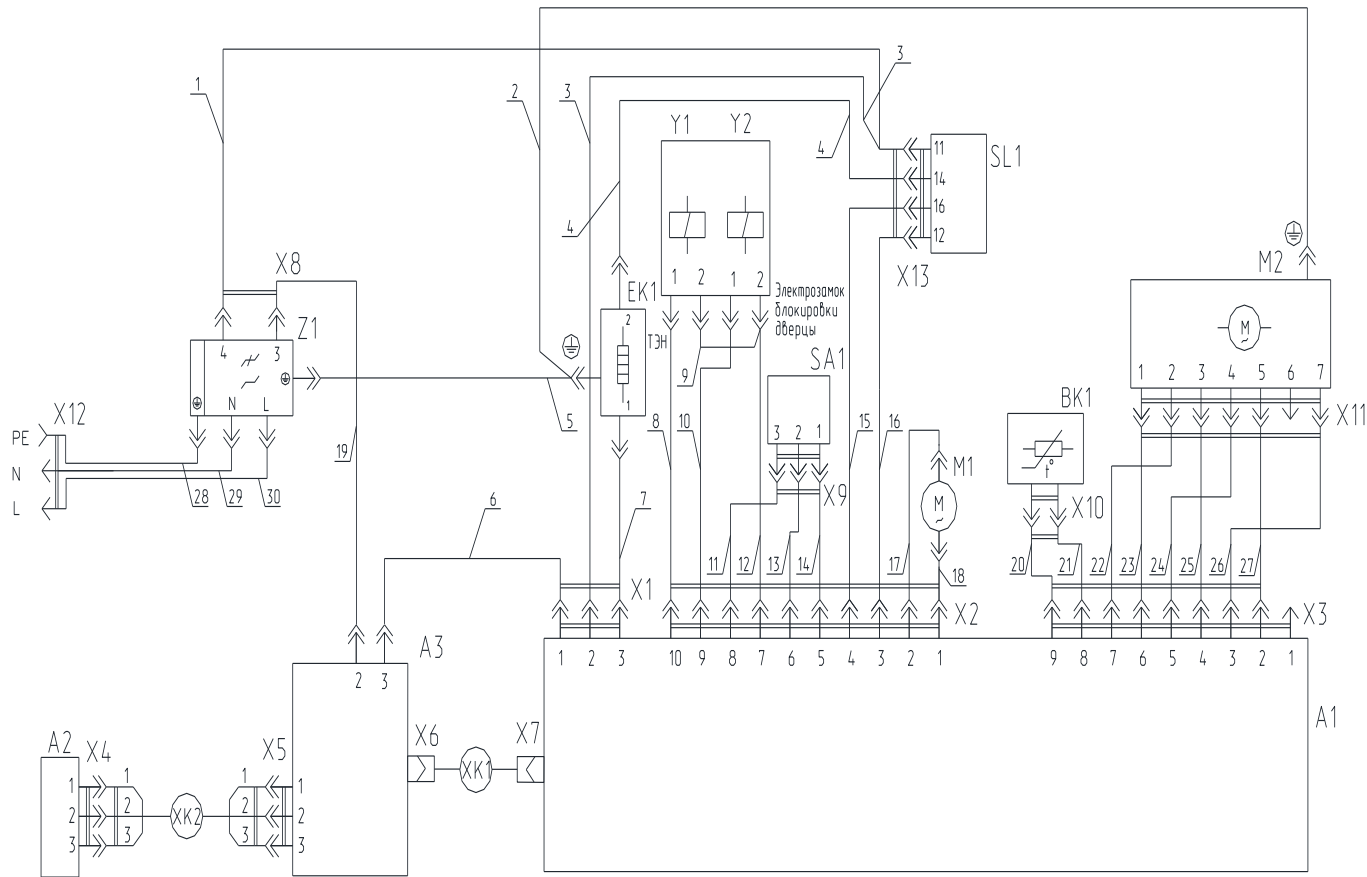 1
2
3
3
Y1 Y2
4
11
SL1
4
14
16
12
X8
X13
M2
1 2 1 2
EK1
2
ТЭН
1
Электрозамок
блокировки
дверцы
Z1
4 3
N L
M
~
1 2 3 4 5 6 7
SA1
9
5
X12
PE
N
L
BK1
t°
X11
3 2 1
8
10
15
16
19
M1
M
~
X9
X10
28 29 30
6
7
11 12 13 14
17
18
20 21 22 23 24 25 26 27
X1
X2
X3
A3
2 3
1 2 3
10 9 8 7 6 5 4 3 2 1
9 8 7 6 5 4 3 2 1
A1
A2
X4
X5
X6
X7
XK1
1 1 1 1
2 2 XK2 2 2
3 3 3 3